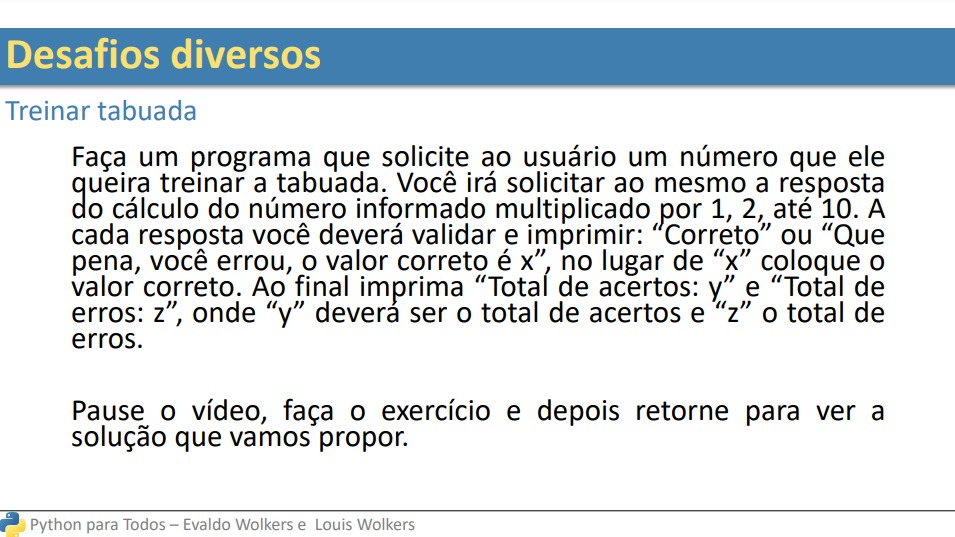 Desafios diversos
Treinar tabuada
Faça um programa que solicite ao usuário um número que ele
queira treinar a tabuada. Você irá solicitar ao mesmo a resposta
do cálculo do número informado multiplicado por 1, 2, até 10. A
cada resposta você deverá validar e imprimir: “Correto” ou “Que
pena, você errou, o valor correto é x”, no lugar de “x” coloque o
valor correto. Ao final imprima “Total de acertos: y” e “Total de
erros: z”, onde “y” deverá ser o total de acertos e “z” o total de
erros.
Pause o vídeo, faça o exercício e depois retorne para ver a
solução que vamos propor.
Python para Todos – Evaldo Wolkers e Louis Wolkers